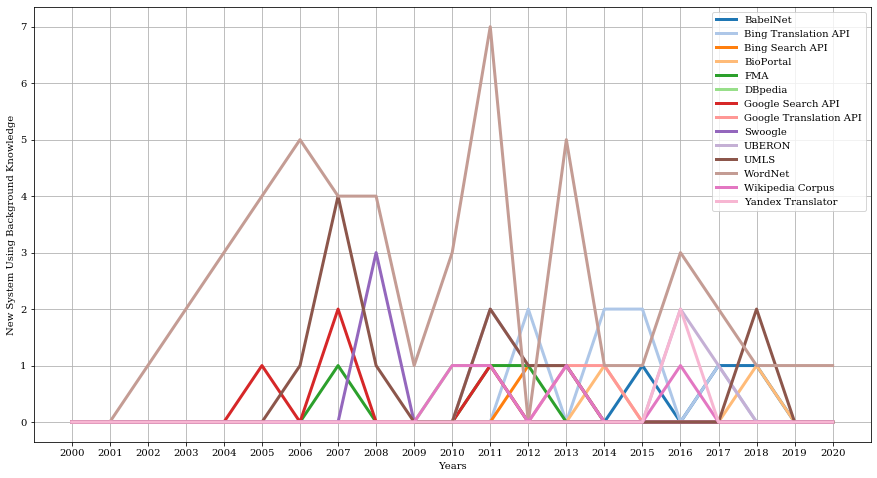 7
6
5
4
3
2
1
0
New System Using Background Knowledge
2000 2001 2002 2003 2004 2005 2006 2007 2008 2009 2010 2011 2012 2013 2014 2015 2016 2017 2018 2019 2020
Years
BabelNet
Bing Translation API
Bing Search API
BioPortal
FMA
DBpedia
Google Search API
Google Translation API
Swoogle
UBERON
UMLS
WordNet
Wikipedia Corpus
Yandex Translator